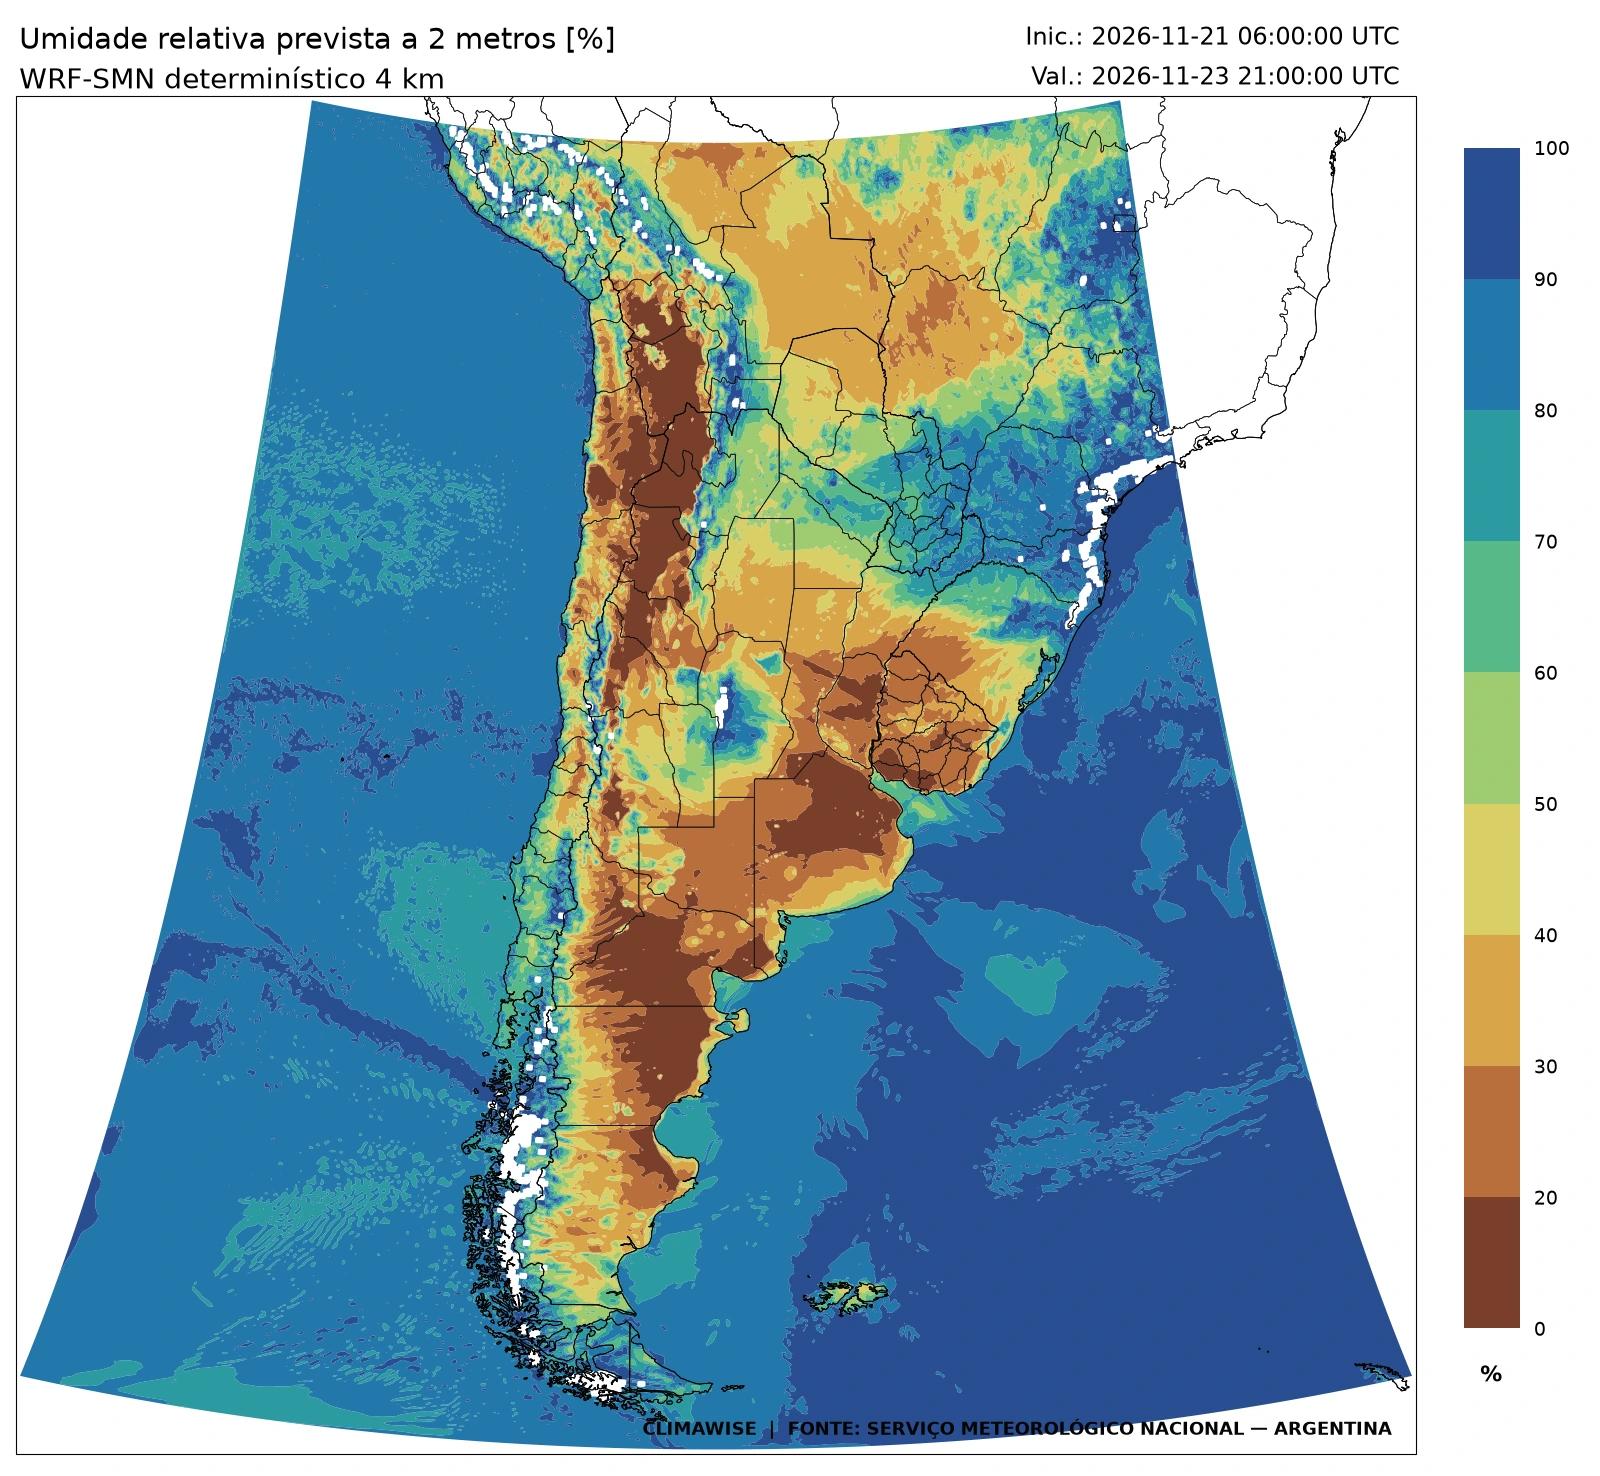 Umidade relativa prevista a 2 metros [%]
WRF-SMN determinístico 4 km
Inic.: 2026-11-21 06:00:00 UTC
Val.: 2026-11-23 21:00:00 UTC
100
90
80
70
60
50
40
30
20
0
%
CLIMAWISE | FONTE: SERVIÇO METEOROLÓGICO NACIONAL — ARGENTINA